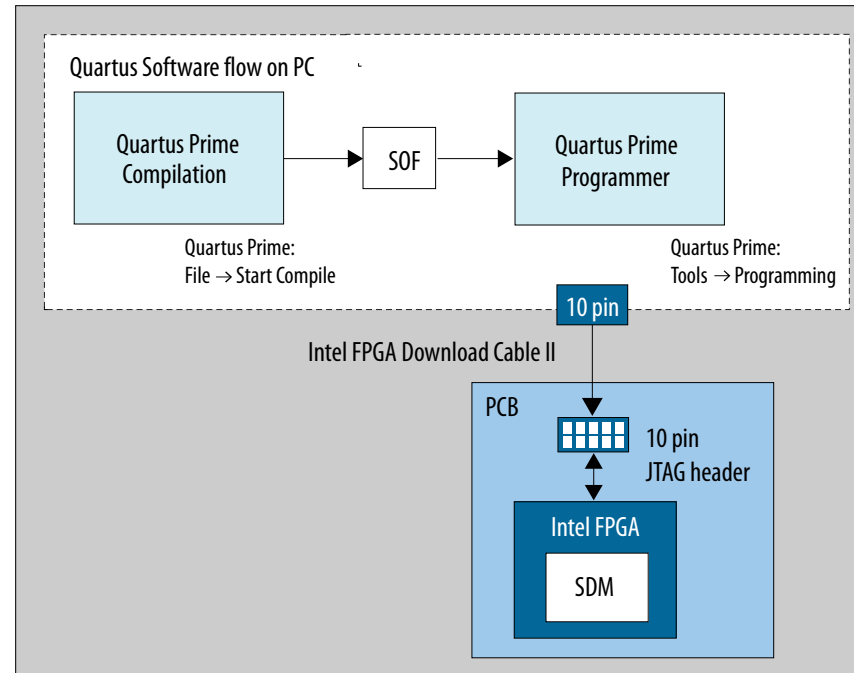 Quartus Software flow on PC
Quartus Prime
Compilation
SOF
Quartus Prime
Programmer
Quartus Prime:
File → Start Compile
Quartus Prime:
Tools → Programming
10 pin
Intel FPGA Download Cable II
PCB
10 pin
JTAG header
Intel FPGA
SDM